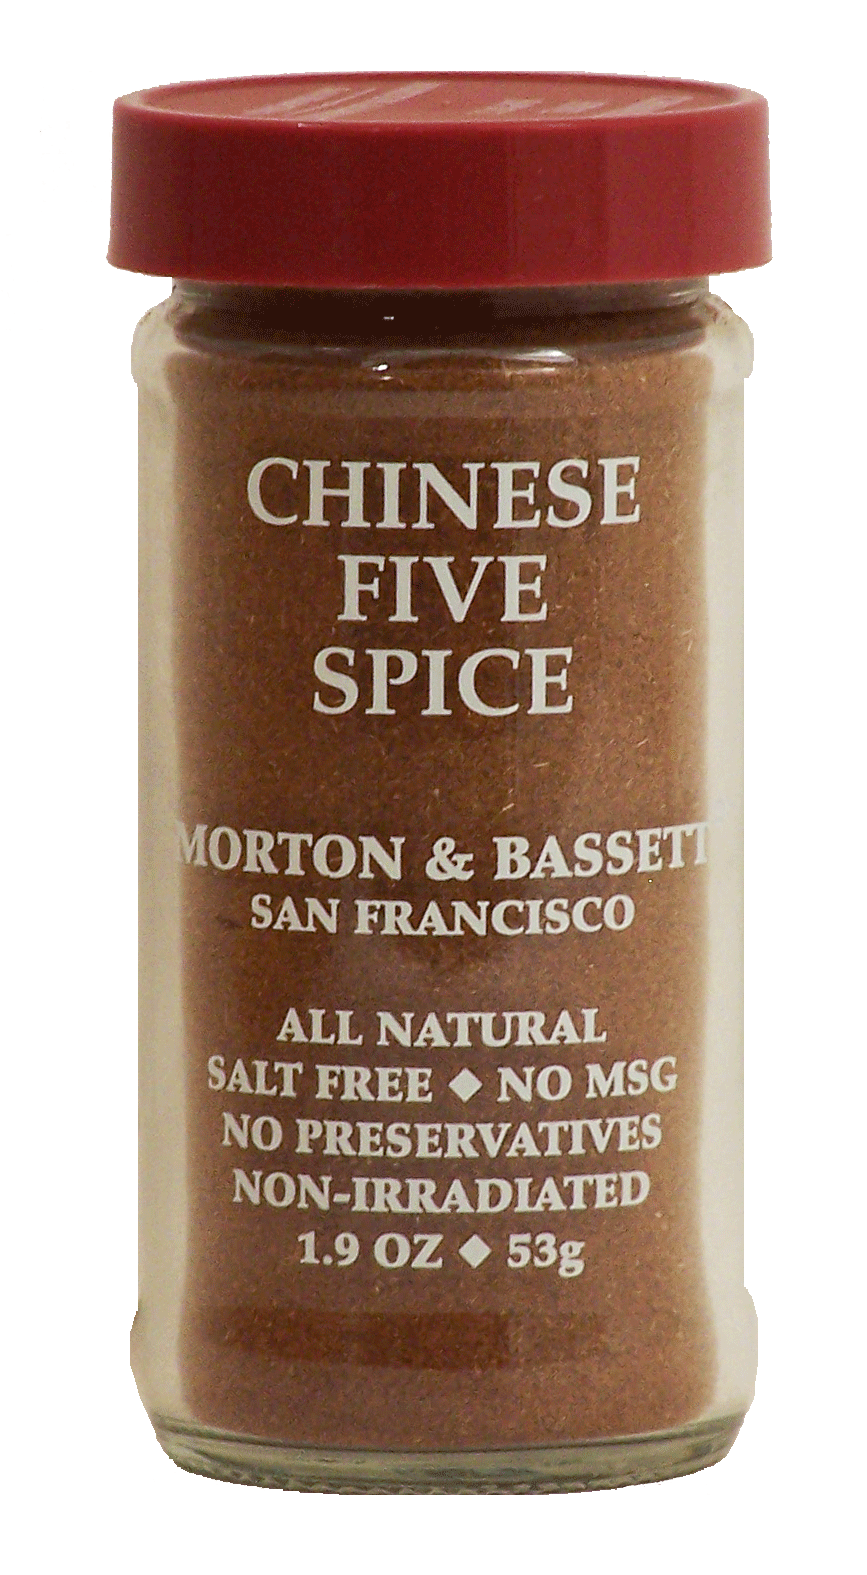 CHINESE
FIVE
SPICE
MORTON & BASSETT
SAN FRANCISCO
ALL NATURAL
SALT FREE ◆ NO MSG
NO PRESERVATIVES
NON-IRRADIATED
1.9 OZ ◆ 53g